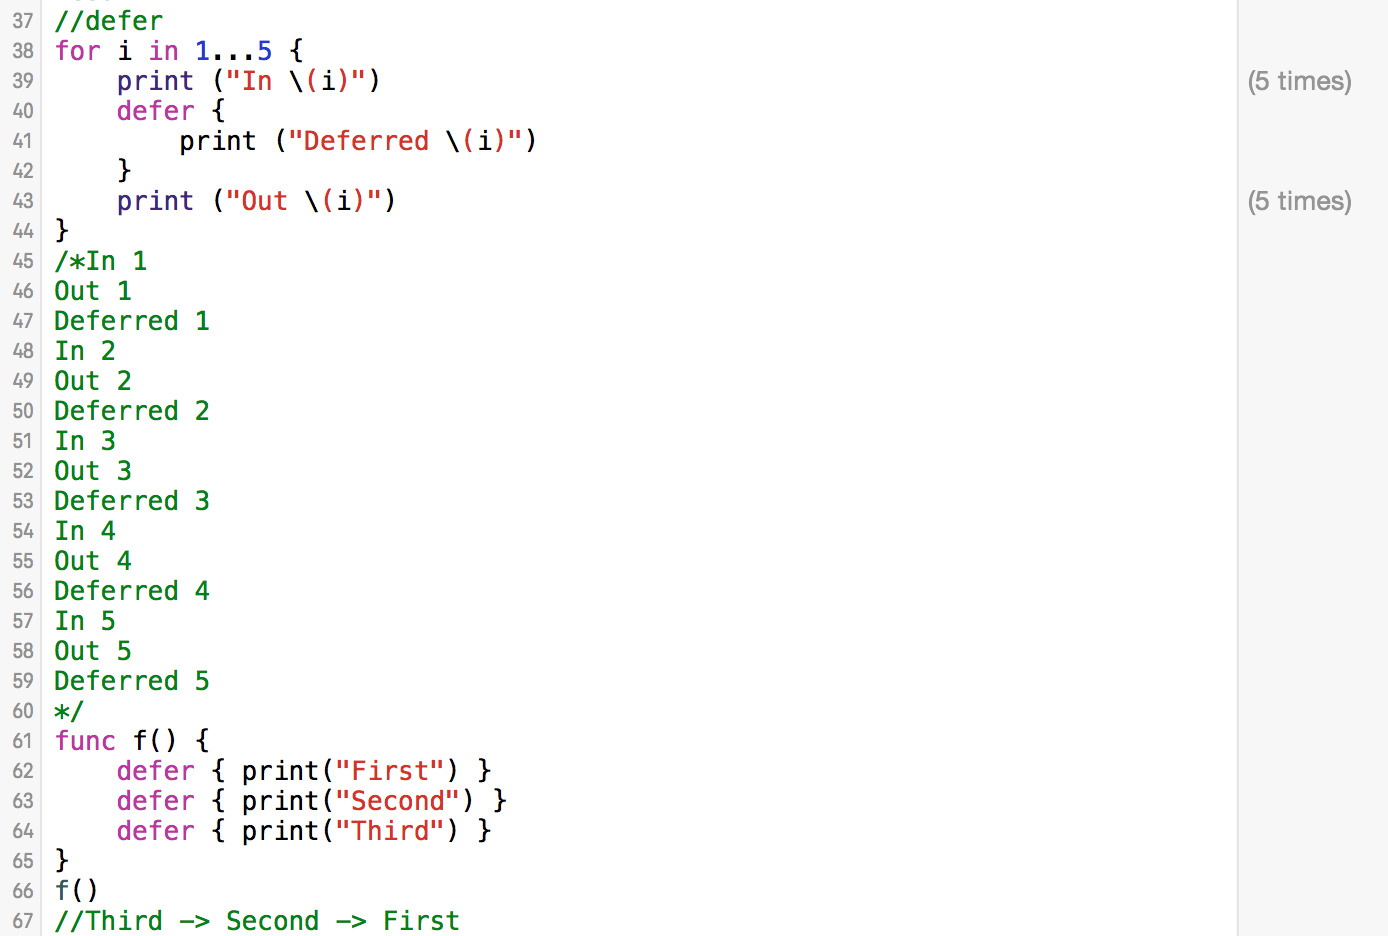 37 //defer
38 for i in 1...5 {
39     print ("In \(i)") (5 times)
40     defer {
41         print ("Deferred \(i)")
42     }
43     print ("Out \(i)") (5 times)
44 }
45 /*In 1
46 Out 1
47 Deferred 1
48 In 2
49 Out 2
50 Deferred 2
51 In 3
52 Out 3
53 Deferred 3
54 In 4
55 Out 4
56 Deferred 4
57 In 5
58 Out 5
59 Deferred 5
60 */
61 func f() {
62     defer { print("First") }
63     defer { print("Second") }
64     defer { print("Third") }
65 }
66 f()
67 //Third -> Second -> First